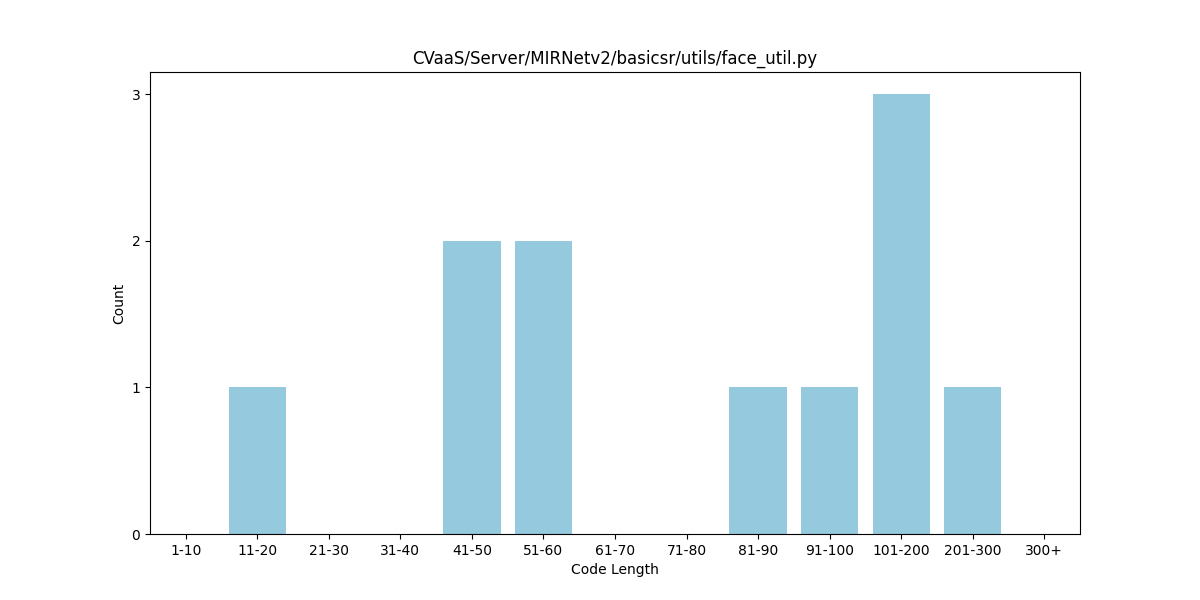 CVaaS/Server/MIRNetv2/basicsr/utils/face_util.py
3
2
1
0
Count
1-10 11-20 21-30 31-40 41-50 51-60 61-70 71-80 81-90 91-100 101-200 201-300 300+
Code Length